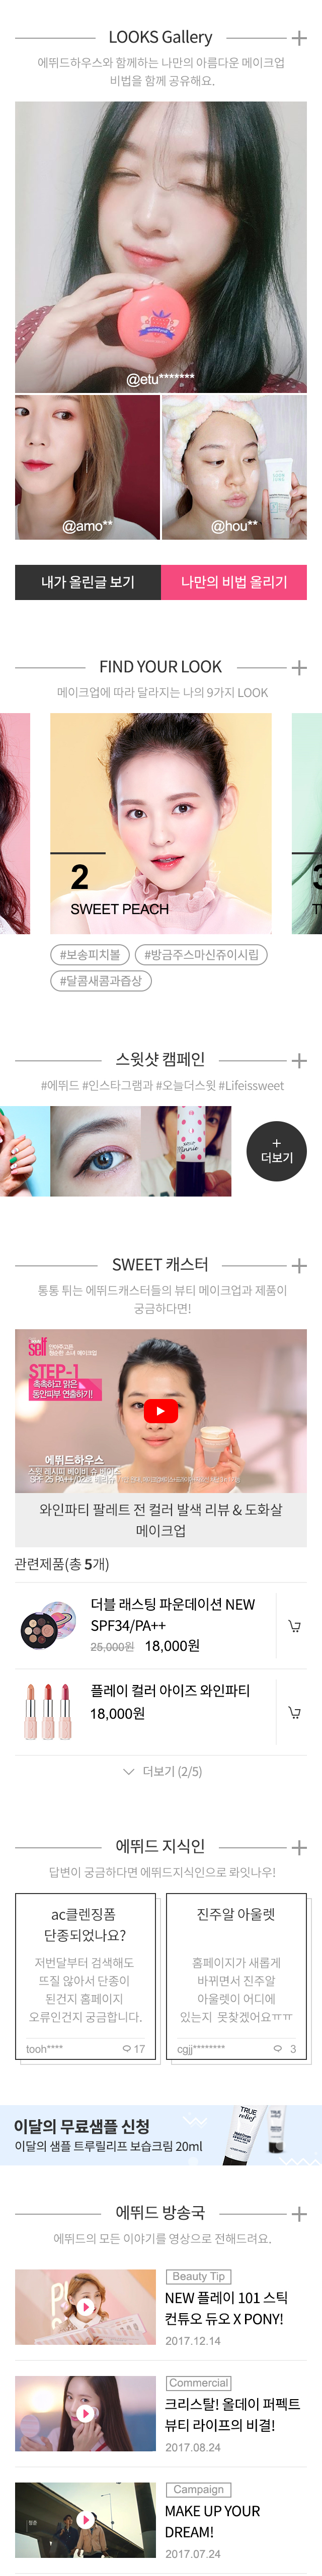 LOOKS Gallery
에뛰드하우스와 함께하는 나만의 아름다운 메이크업
비법을 함께 공유해요.
@etu*******
@amo**
@hou**
내가 올린글 보기
나만의 비법 올리기
FIND YOUR LOOK
메이크업에 따라 달라지는 나의 9가지 LOOK
2
SWEET PEACH
#보송피치볼
#방금주스마신쥬이시립
#달콤새콤과즙상
스윗샷 캠페인
#에뛰드 #인스타그램과 #오늘더스윗 #Lifeissweet
+
더보기
SWEET 캐스터
통통 튀는 에뛰드캐스터들의 뷰티 메이크업과 제품이
궁금하다면!
self
STEP-1
촉촉하고 맑은
동안피부 연출하기!
에뛰드하우스
와인파티 팔레트 전 컬러 발색 리뷰 & 도화살
메이크업
관련제품(총 5개)
더블 래스팅 파운데이션 NEW
SPF34/PA++
25,000원 18,000원
플레이 컬러 아이즈 와인파티
18,000원
더보기 (2/5)
에뛰드 지식인
답변이 궁금하다면 에뛰드지식인으로 롸잇나우!
ac클렌징폼
단종되었나요?
저번달부터 검색해도
뜨질 않아서 단종이
된건지 홈페이지
오류인건지 궁금합니다.
tooh****
17
진주알 아울렛
홈페이지가 새롭게
바뀌면서 진주알
아울렛이 어디에
있는지 못찾겠어요ㅠㅠ
cgjj********
3
이달의 무료샘플 신청
이달의 샘플 트루릴리프 보습크림 20ml
TRUE
relief
에뛰드 방송국
에뛰드의 모든 이야기를 영상으로 전해드려요.
Beauty Tip
NEW 플레이 101 스틱
컨튜오 듀오 X PONY!
2017.12.14
Commercial
크리스탈! 올데이 퍼펙트
뷰티 라이프의 비결!
2017.08.24
Campaign
MAKE UP YOUR
DREAM!
2017.07.24